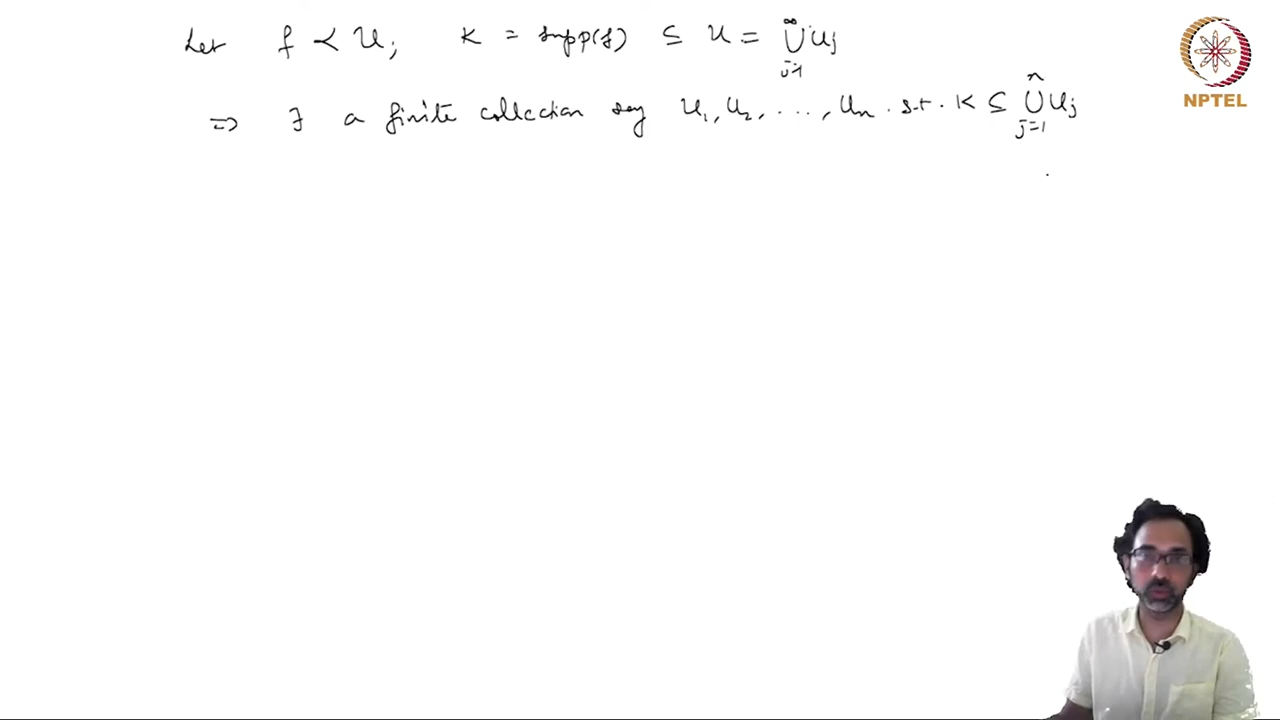 Let f ≺ U; K = supp(f) ⊆ U = ⋃_{j=1}^{∞} U_j
⇒ ∃ a finite collection say U_1, U_2, ..., U_n. s.t. K ⊆ ⋃_{j=1}^{n} U_j
NPTEL